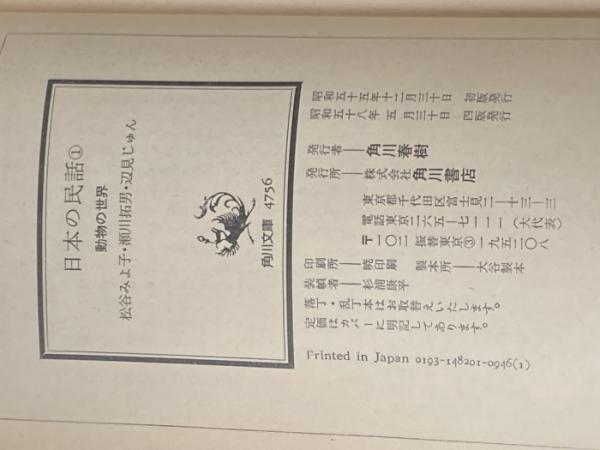 日本の民話①
動物の世界
松谷みよ子・瀬川拓男・辺見じゅん
角川文庫 4756
昭和五十五年十二月三十日 初版発行
昭和五十八年 五 月三十日 四版発行
発行者――角川春樹
発行所――株式会社 角川書店
東京都千代田区富士見二―十三―三
電話東京二六五―七一一一(大代表)
〒一〇二 振替東京③一九五二〇八
印刷所――暁印刷 製本所――大谷製本
装幀者――杉浦康平
落丁・乱丁本はお取替えいたします。
定価はカバーに明記してあります。
Printed in Japan 0193-148201-0946(1)